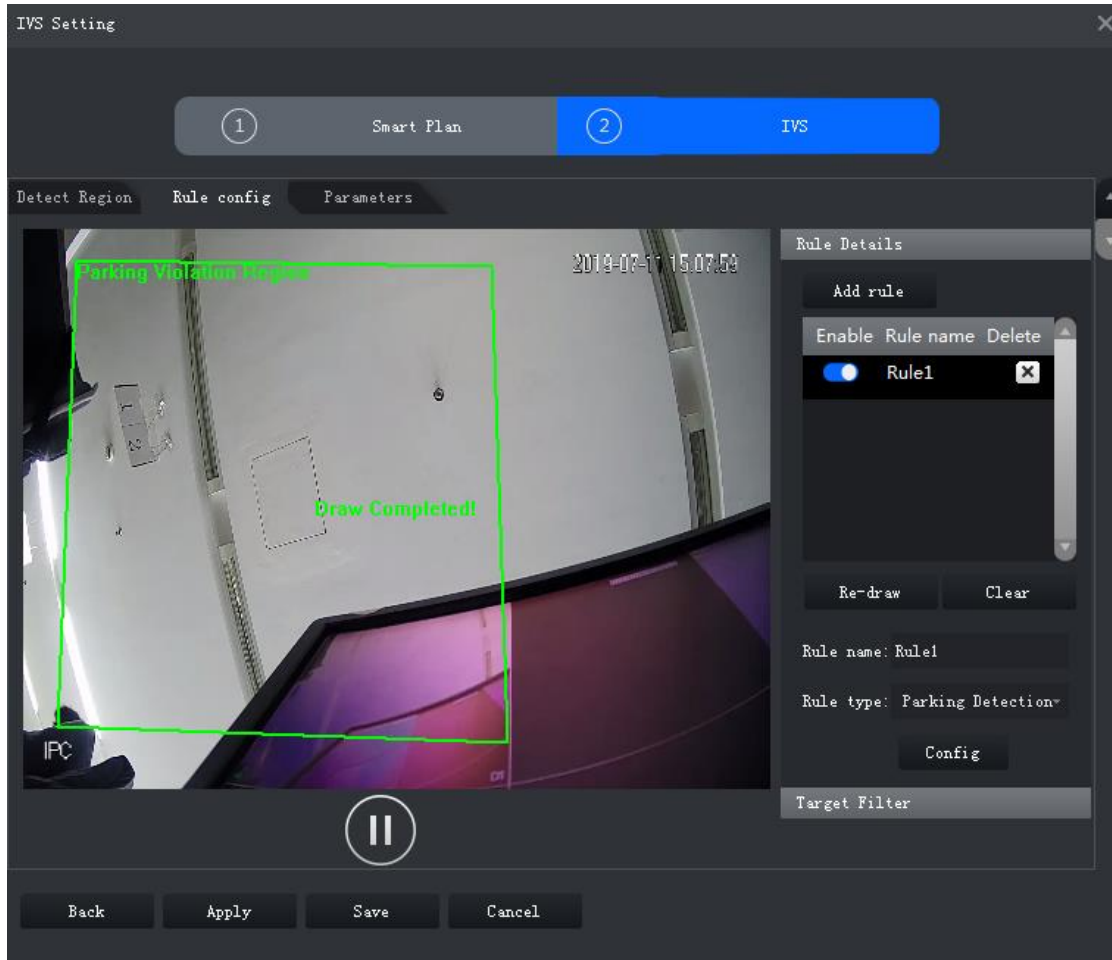 IVS Setting
1 Smart Plan 2 IVS
Detect Region Rule config Parameters
Parking Violation Region
2019-07-11 15:07:59
Draw Completed!
IPC
Rule Details
Add rule
Enable Rule name Delete
Rule1
Re-draw Clear
Rule name: Rule1
Rule type: Parking Detection
Config
Target Filter
Back Apply Save Cancel